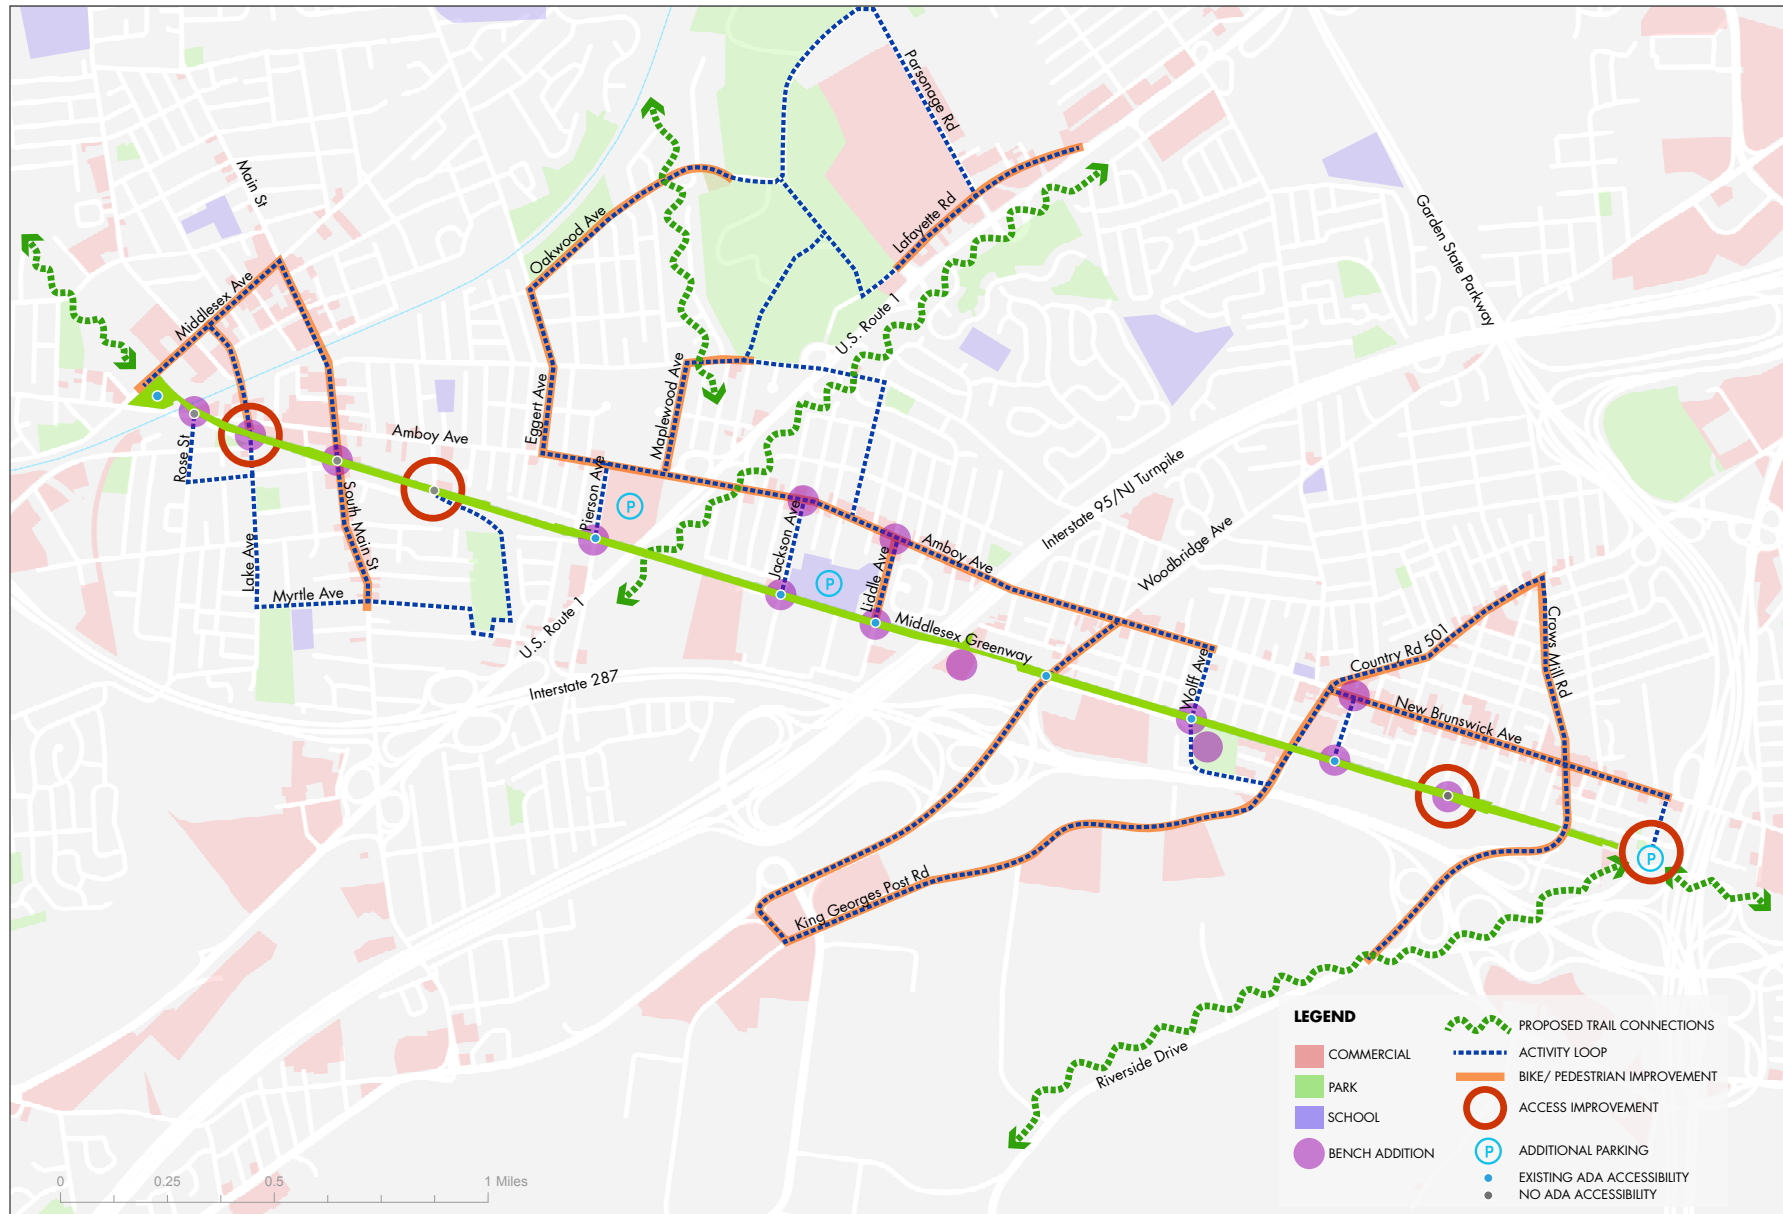 Parsonage Rd
Main St
Oakwood Ave
Lafayette Rd
Garden State Parkway
Middlesex Ave
U.S. Route 1
Maplewood Ave
Eggert Ave
Amboy Ave
Rose St
Pierson Ave
P
Interstate 95/NJ Turnpike
Woodbridge Ave
South Main St
Jackson Ave
Amboy Ave
Lake Ave
Liddle Ave
P
Myrtle Ave
U.S. Route 1
Middlesex Greenway
Country Rd 501
Crows Mill Rd
Interstate 287
Wolff Ave
New Brunswick Ave
P
King Georges Post Rd
Riverside Drive
LEGEND
COMMERCIAL
PARK
SCHOOL
BENCH ADDITION
PROPOSED TRAIL CONNECTIONS
ACTIVITY LOOP
BIKE/ PEDESTRIAN IMPROVEMENT
ACCESS IMPROVEMENT
P ADDITIONAL PARKING
EXISTING ADA ACCESSIBILITY
NO ADA ACCESSIBILITY
0 0.25 0.5 1 Miles